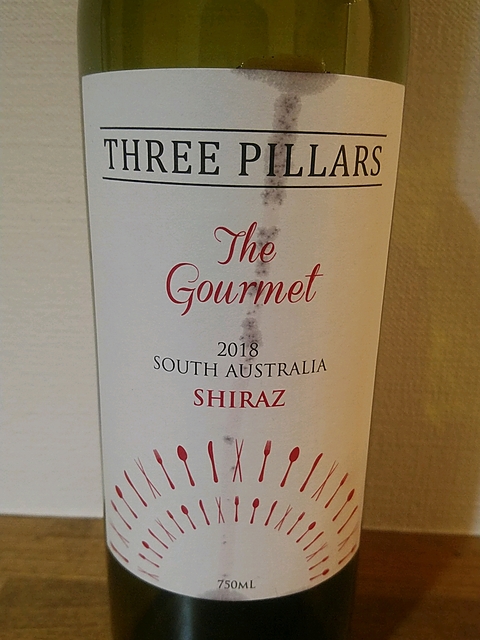 THREE PILLARS
The
Gourmet
2018
SOUTH AUSTRALIA
SHIRAZ
750ML